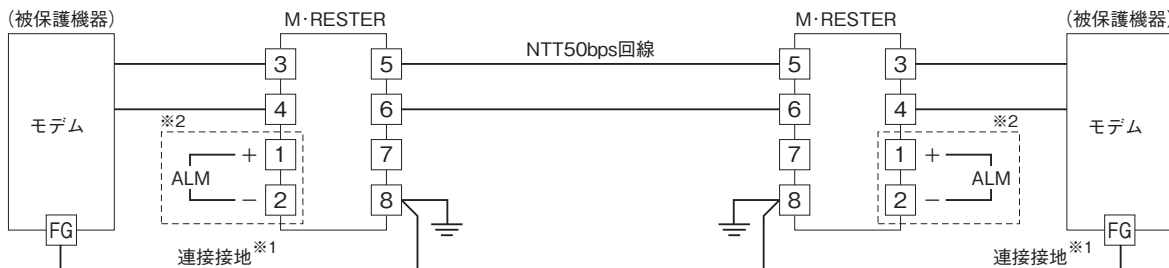 (被保護機器) M･RESTER M･RESTER (被保護機器)
3 5 NTT50bps回線 5 3
4 6 6 4
モデム ※2 ※2 モデム
+ 1 7 7 1 +
ALM ALM
− 2 8 8 2 −
FG FG
連接接地※1 連接接地※1